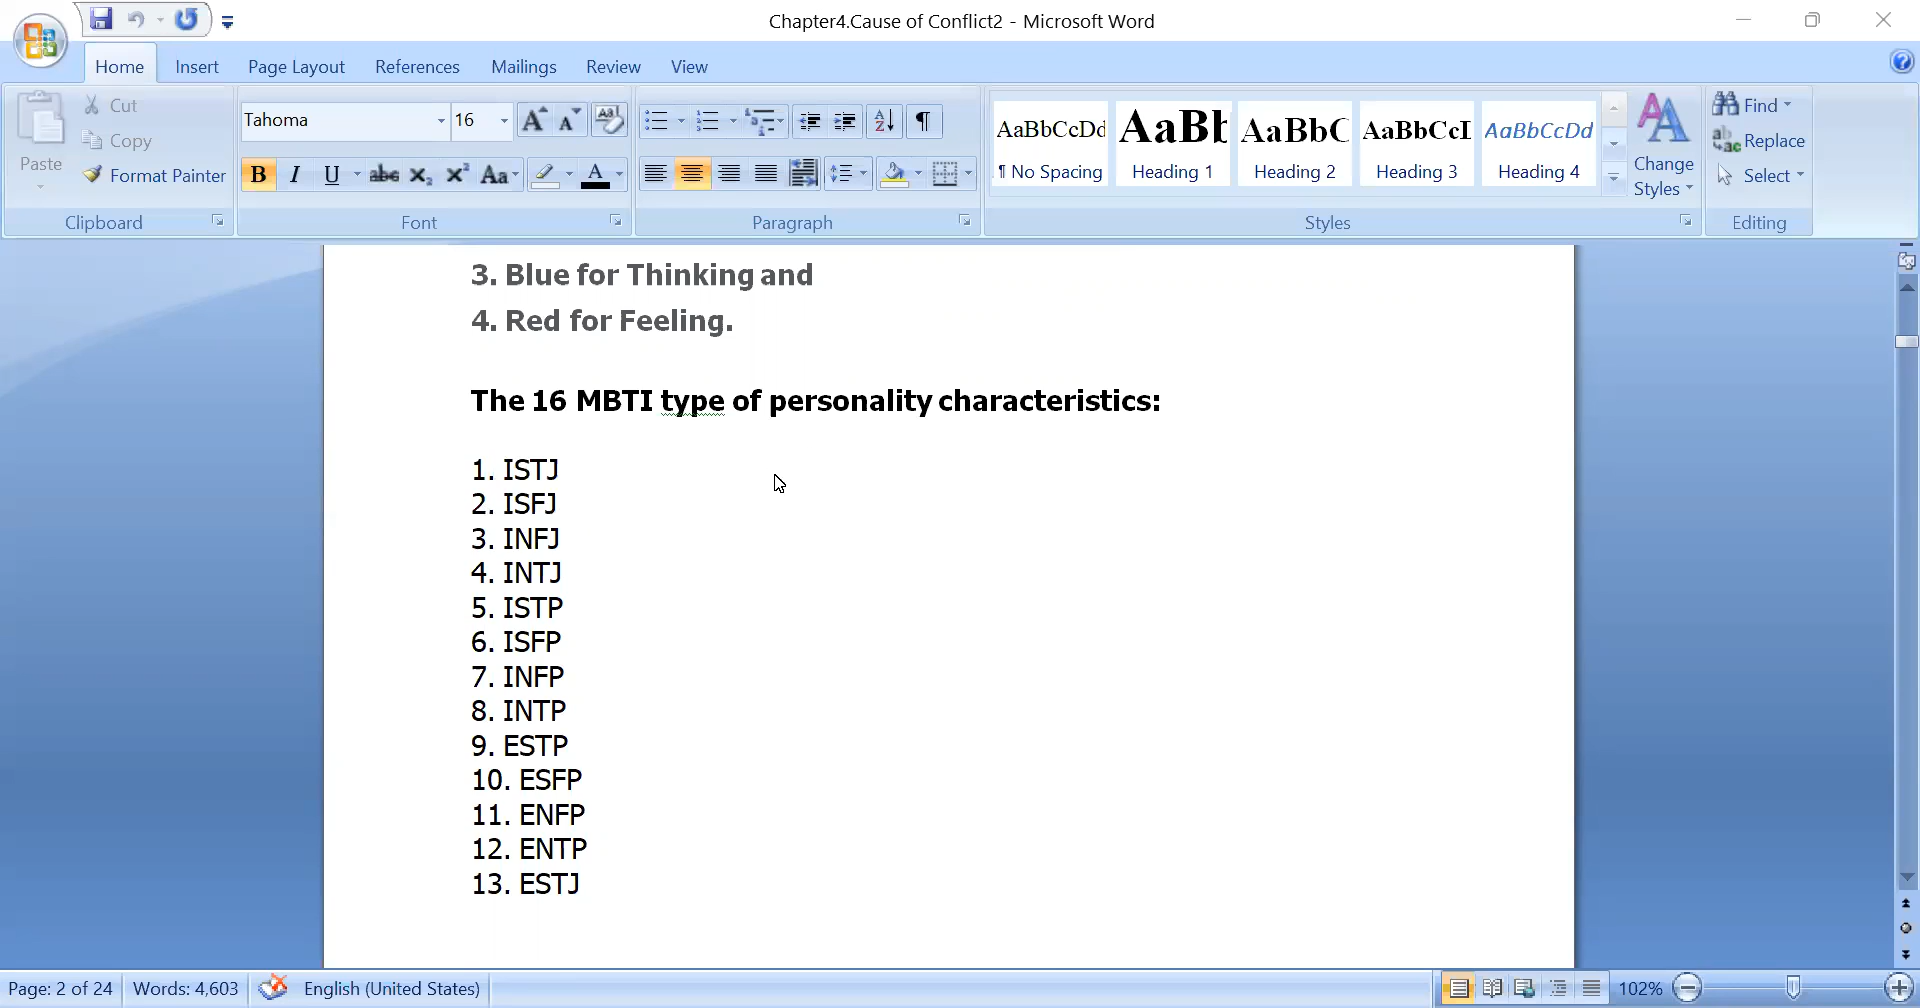 Chapter4.Cause of Conflict2 - Microsoft Word
Home Insert Page Layout References Mailings Review View
Paste
Cut
Copy
Format Painter
Clipboard
Tahoma 16
B I U abe X₂ X² Aa A
Font
Paragraph
AaBbCcDd AaBb AaBbC AaBbCcI AaBbCcDd
¶ No Spacing Heading 1 Heading 2 Heading 3 Heading 4
Change
Styles
Styles
Find
Replace
Select
Editing
3. Blue for Thinking and
4. Red for Feeling.
The 16 MBTI type of personality characteristics:
1. ISTJ
2. ISFJ
3. INFJ
4. INTJ
5. ISTP
6. ISFP
7. INFP
8. INTP
9. ESTP
10. ESFP
11. ENFP
12. ENTP
13. ESTJ
Page: 2 of 24 Words: 4,603 English (United States) 102%